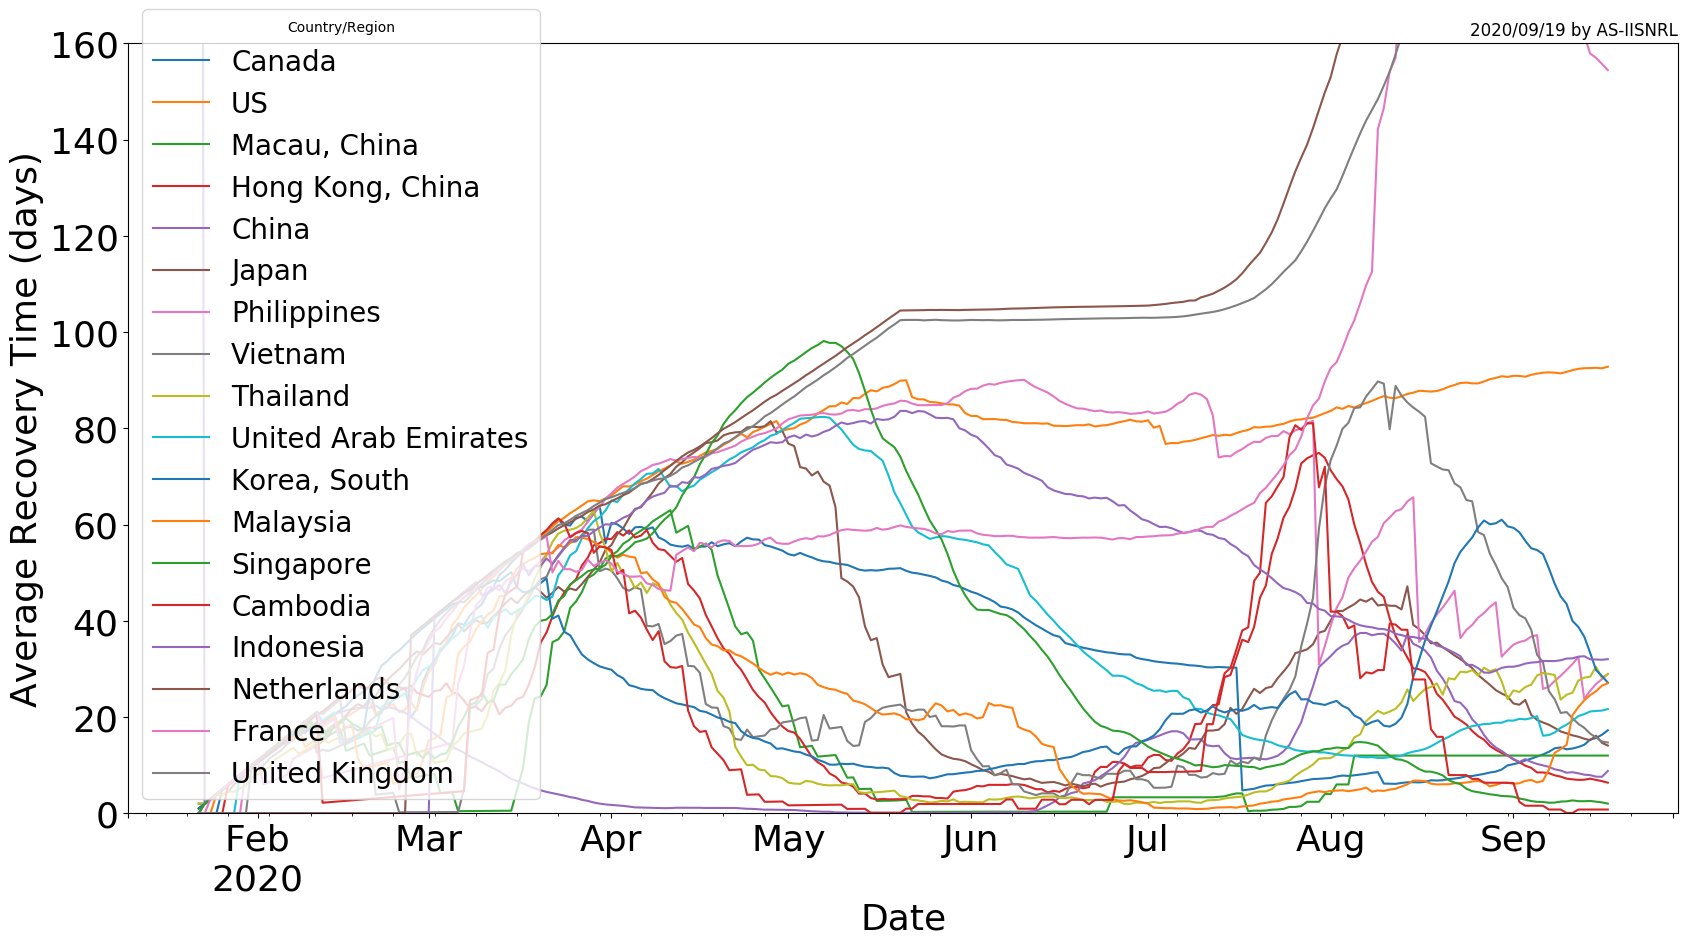 Country/Region
2020/09/19 by AS-IISNRL
Canada
US
Macau, China
Hong Kong, China
China
Japan
Philippines
Vietnam
Thailand
United Arab Emirates
Korea, South
Malaysia
Singapore
Cambodia
Indonesia
Netherlands
France
United Kingdom
Average Recovery Time (days)
160
140
120
100
80
60
40
20
0
Feb Mar Apr May Jun Jul Aug Sep
2020
Date